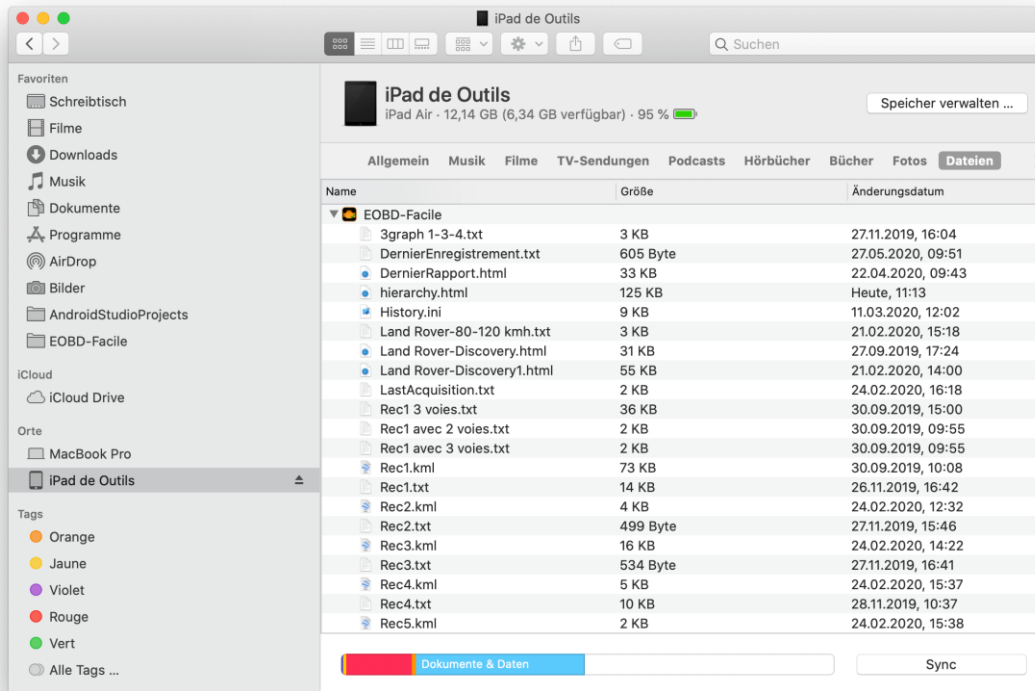 iPad de Outils
Suchen
Favoriten
Schreibtisch
Filme
Downloads
Musik
Dokumente
Programme
AirDrop
Bilder
AndroidStudioProjects
EOBD-Facile
iCloud
iCloud Drive
Orte
MacBook Pro
iPad de Outils
Tags
Orange
Jaune
Violet
Rouge
Vert
Alle Tags ...
iPad de Outils
iPad Air · 12,14 GB (6,34 GB verfügbar) · 95 %
Speicher verwalten ...
Allgemein Musik Filme TV-Sendungen Podcasts Hörbücher Bücher Fotos Dateien
Name Größe Änderungsdatum
EOBD-Facile
3graph 1-3-4.txt 3 KB 27.11.2019, 16:04
DernierEnregistrement.txt 605 Byte 27.05.2020, 09:51
DernierRapport.html 33 KB 22.04.2020, 09:43
hierarchy.html 125 KB Heute, 11:13
History.ini 9 KB 11.03.2020, 12:02
Land Rover-80-120 kmh.txt 3 KB 21.02.2020, 15:18
Land Rover-Discovery.html 31 KB 27.09.2019, 17:24
Land Rover-Discovery1.html 55 KB 21.02.2020, 14:00
LastAcquisition.txt 2 KB 24.02.2020, 16:18
Rec1 3 voies.txt 36 KB 30.09.2019, 15:00
Rec1 avec 2 voies.txt 2 KB 30.09.2019, 09:55
Rec1 avec 3 voies.txt 2 KB 30.09.2019, 09:55
Rec1.kml 73 KB 30.09.2019, 10:08
Rec1.txt 14 KB 26.11.2019, 16:42
Rec2.kml 4 KB 24.02.2020, 12:32
Rec2.txt 499 Byte 27.11.2019, 15:46
Rec3.kml 16 KB 24.02.2020, 14:22
Rec3.txt 534 Byte 27.11.2019, 16:41
Rec4.kml 5 KB 24.02.2020, 15:37
Rec4.txt 10 KB 28.11.2019, 10:37
Rec5.kml 2 KB 24.02.2020, 15:38
Dokumente & Daten
Sync